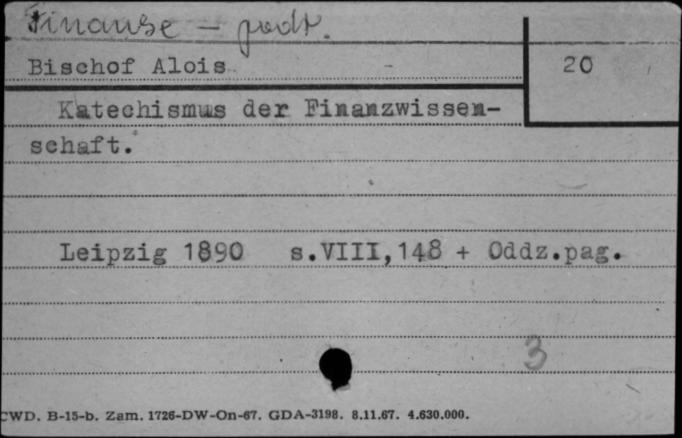 Finanse — podr.
Bischof Alois 20
Katechismus der Finanzwissen-
schaft.
Leipzig 1890 s.VIII,148 + Oddz.pag.
3
CWD. B-15-b. Zam. 1726-DW-On-67. GDA-3198. 8.11.67. 4.630.000.